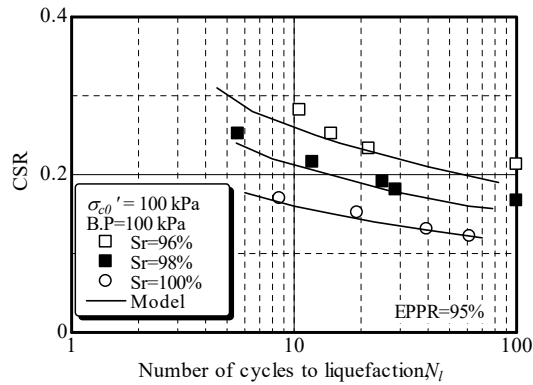 0.4
0.2
0
CSR
σc0' = 100 kPa
B.P=100 kPa
Sr=96%
Sr=98%
Sr=100%
Model
EPPR=95%
1
10
100
Number of cycles to liquefactionNl